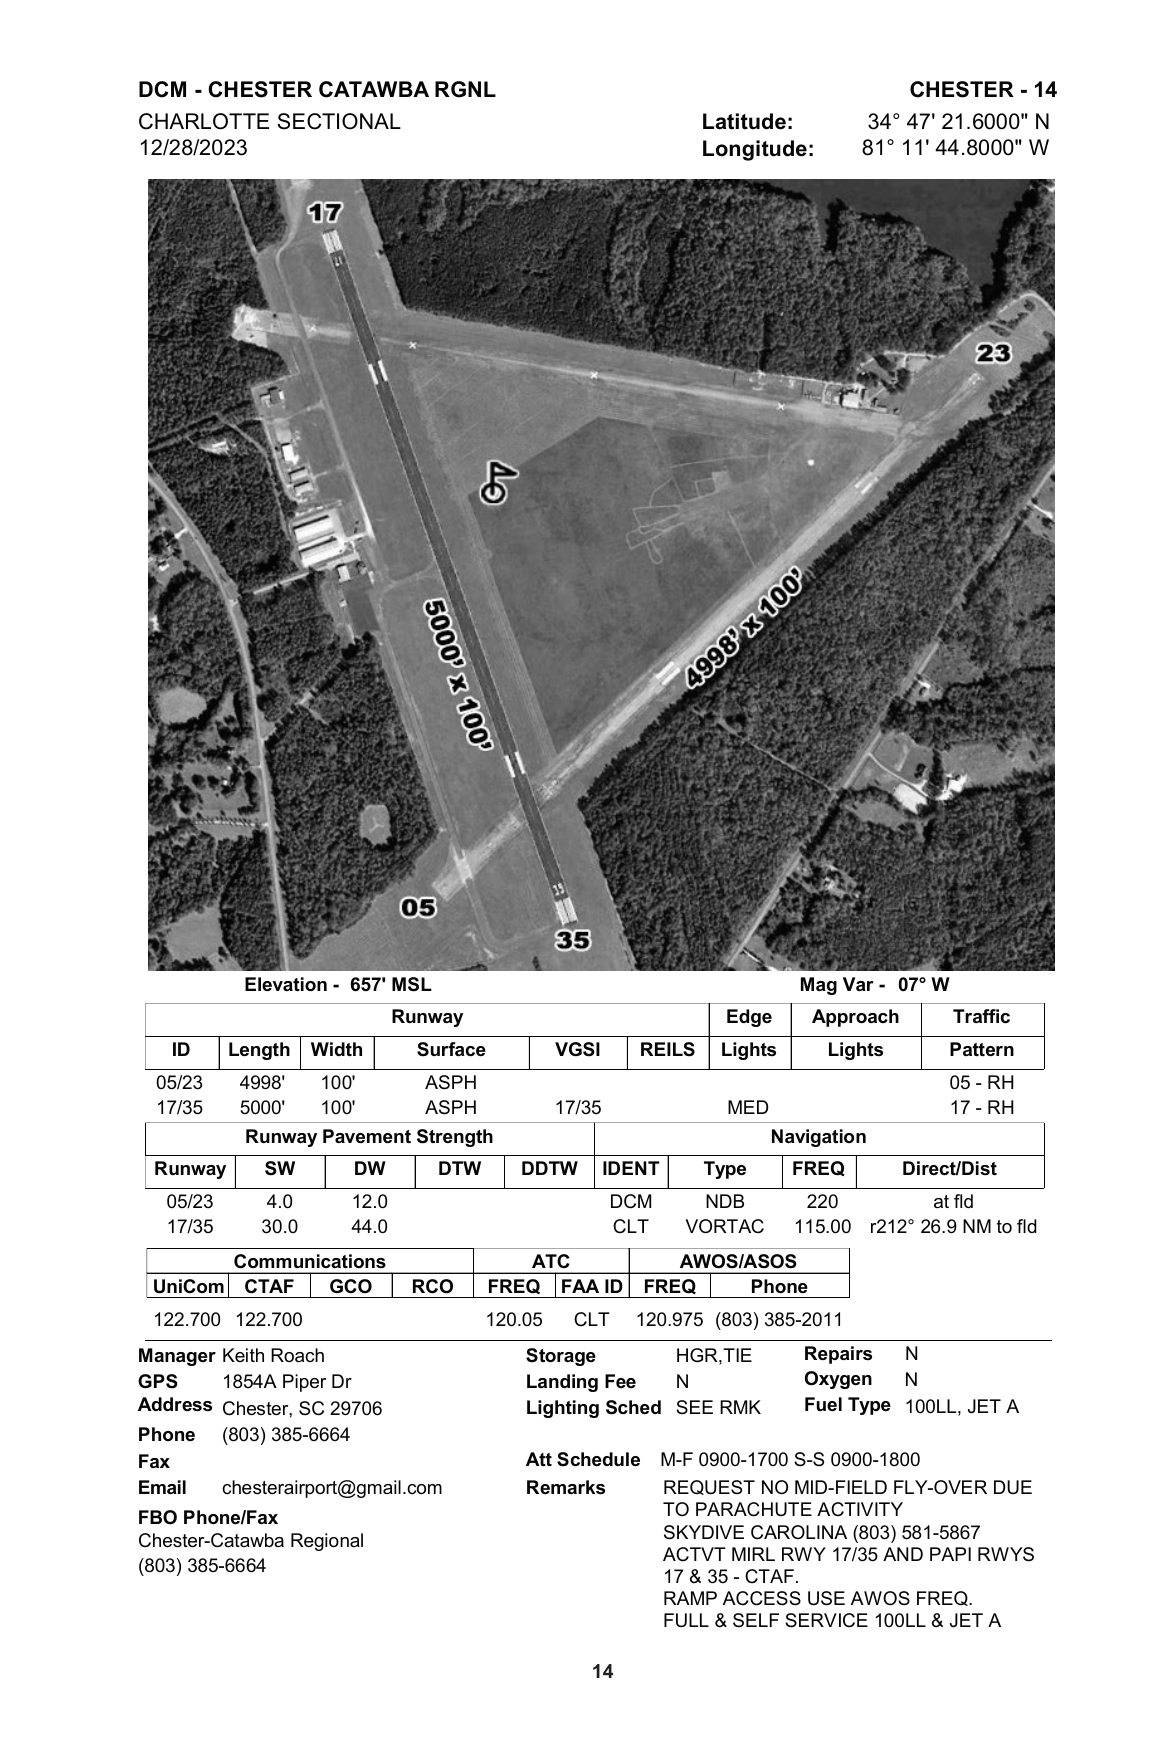 DCM - CHESTER CATAWBA RGNL CHESTER - 14
CHARLOTTE SECTIONAL Latitude: 34° 47' 21.6000" N
12/28/2023 Longitude: 81° 11' 44.8000" W
17
23
5000' x 100'
4998' x 100'
05
35
35
Elevation - 657' MSL Mag Var - 07° W
Runway Edge Approach Traffic
ID Length Width Surface VGSI REILS Lights Lights Pattern
05/23 4998' 100' ASPH 05 - RH
17/35 5000' 100' ASPH 17/35 MED 17 - RH
Runway Pavement Strength Navigation
Runway SW DW DTW DDTW IDENT Type FREQ Direct/Dist
05/23 4.0 12.0 DCM NDB 220 at fld
17/35 30.0 44.0 CLT VORTAC 115.00 r212° 26.9 NM to fld
Communications ATC AWOS/ASOS
UniCom CTAF GCO RCO FREQ FAA ID FREQ Phone
122.700 122.700 120.05 CLT 120.975 (803) 385-2011
Manager Keith Roach Storage HGR,TIE Repairs N
GPS 1854A Piper Dr Landing Fee N Oxygen N
Address Chester, SC 29706 Lighting Sched SEE RMK Fuel Type 100LL, JET A
Phone (803) 385-6664
Fax Att Schedule M-F 0900-1700 S-S 0900-1800
Email chesterairport@gmail.com Remarks REQUEST NO MID-FIELD FLY-OVER DUE
TO PARACHUTE ACTIVITY
FBO Phone/Fax SKYDIVE CAROLINA (803) 581-5867
Chester-Catawba Regional ACTVT MIRL RWY 17/35 AND PAPI RWYS
(803) 385-6664 17 & 35 - CTAF.
RAMP ACCESS USE AWOS FREQ.
FULL & SELF SERVICE 100LL & JET A
14